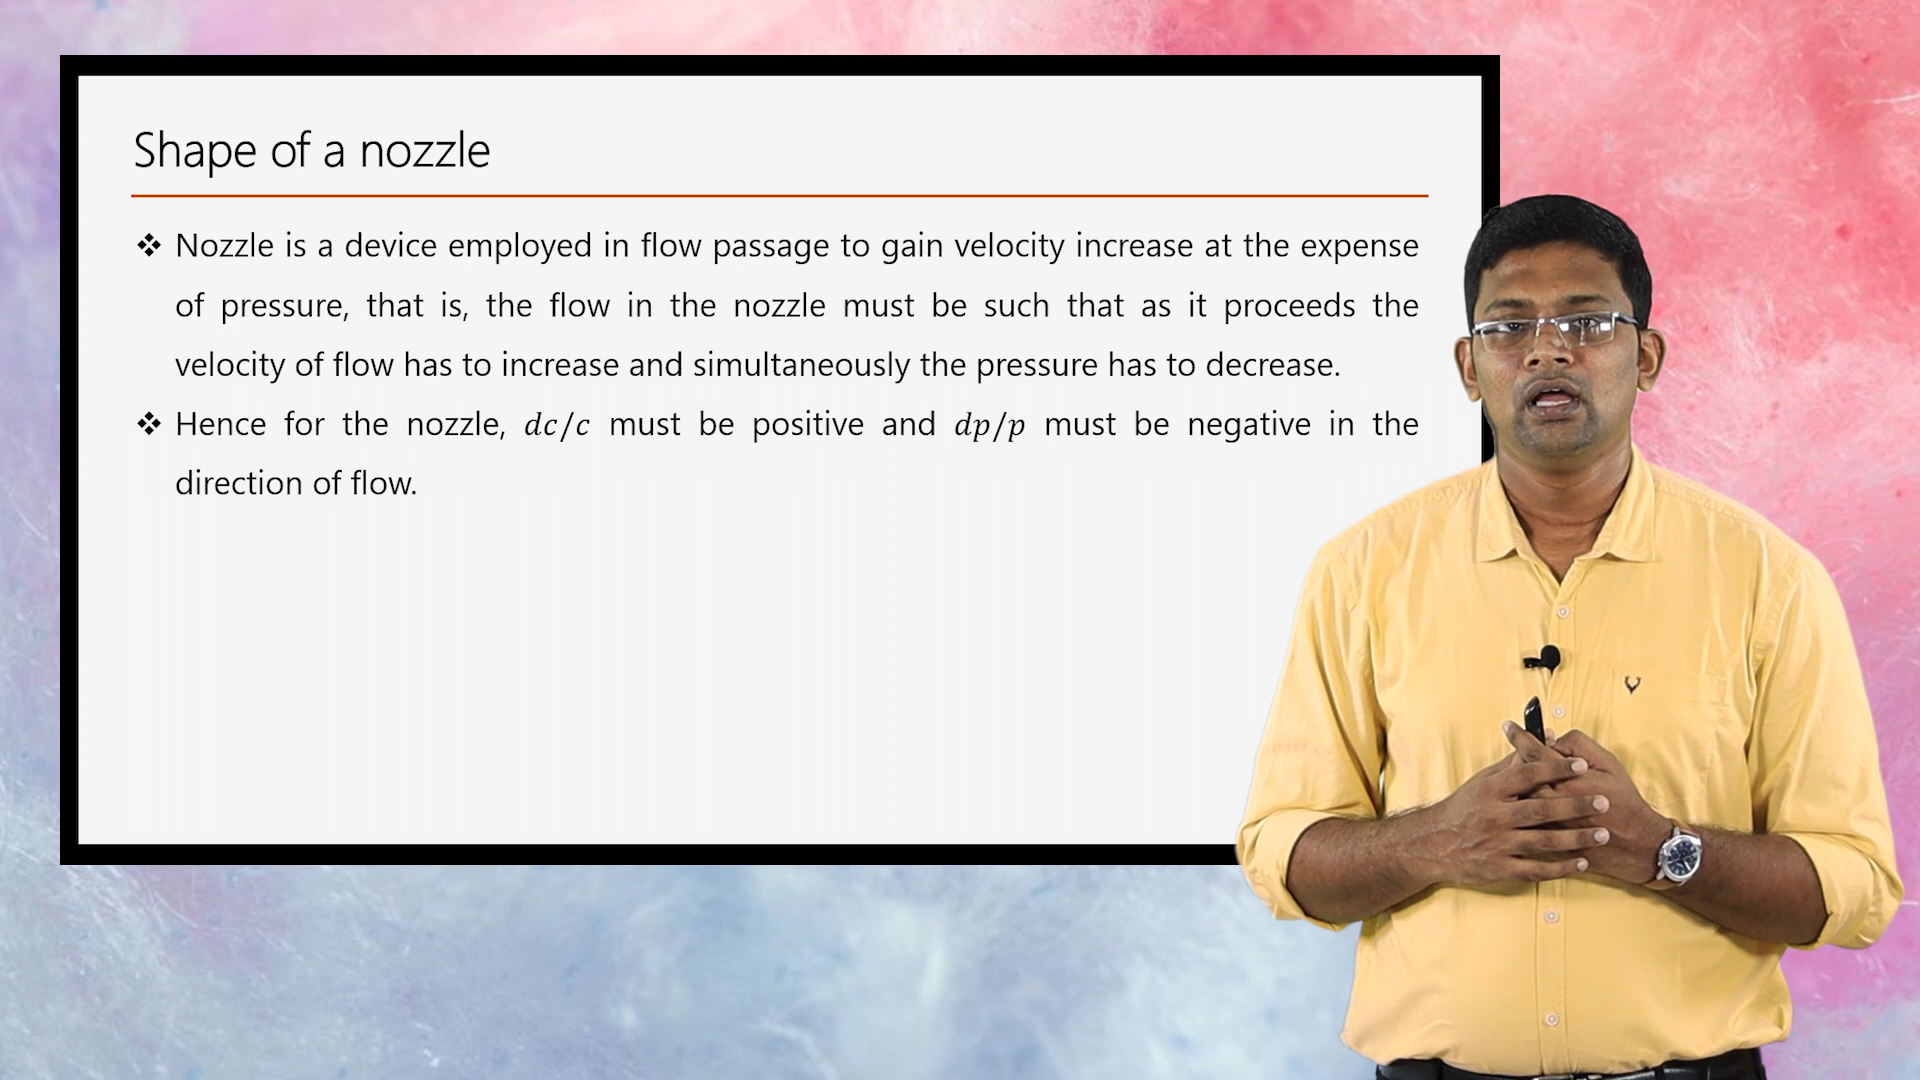 Shape of a nozzle
❖ Nozzle is a device employed in flow passage to gain velocity increase at the expense
of pressure, that is, the flow in the nozzle must be such that as it proceeds the
velocity of flow has to increase and simultaneously the pressure has to decrease.
❖ Hence for the nozzle, dc/c must be positive and dp/p must be negative in the
direction of flow.